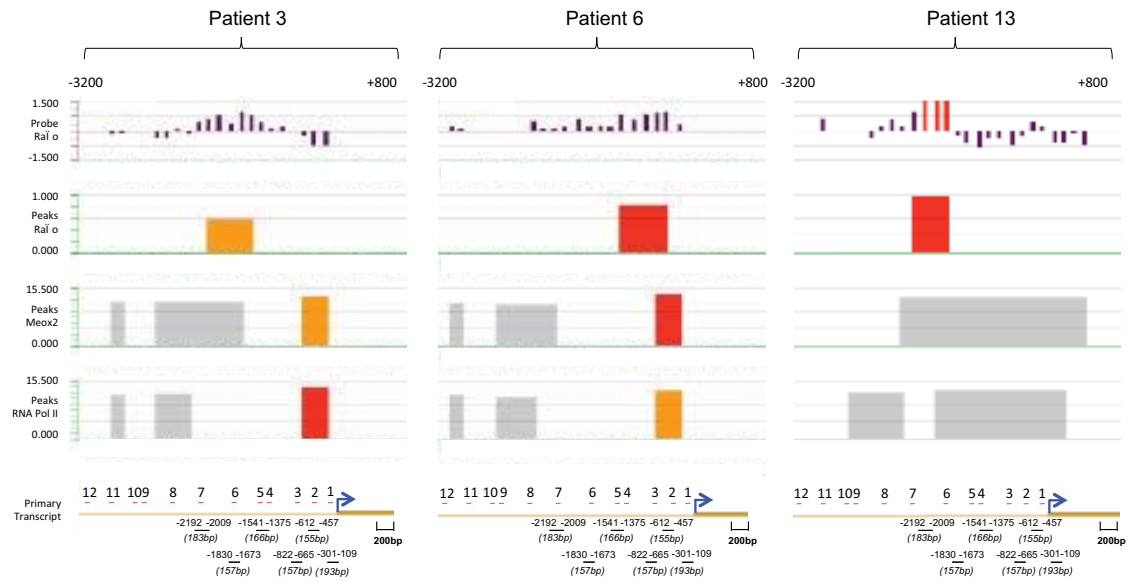 Patient 3
Patient 6
Patient 13
-3200 +800
-3200 +800
-3200 +800
1.500
Probe
Raï o
-1.500
1.000
Peaks
Raï o
0.000
15.500
Peaks
Meox2
0.000
15.500
Peaks
RNA Pol II
0.000
Primary
Transcript
12 11 109 8 7 6 54 3 2 1
-2192 -2009 -1541 -1375 -612 -457
(183bp) (166bp) (155bp)
-1830 -1673 -822-665 -301-109
(157bp) (157bp) (193bp)
200bp
12 11 109 8 7 6 54 3 2 1
-2192 -2009 -1541 -1375 -612 -457
(183bp) (166bp) (155bp)
-1830 -1673 -822-665 -301-109
(157bp) (157bp) (193bp)
200bp
12 11 109 8 7 6 54 3 2 1
-2192 -2009 -1541 -1375 -612 -457
(183bp) (166bp) (155bp)
-1830 -1673 -822-665 -301-109
(157bp) (157bp) (193bp)
200bp